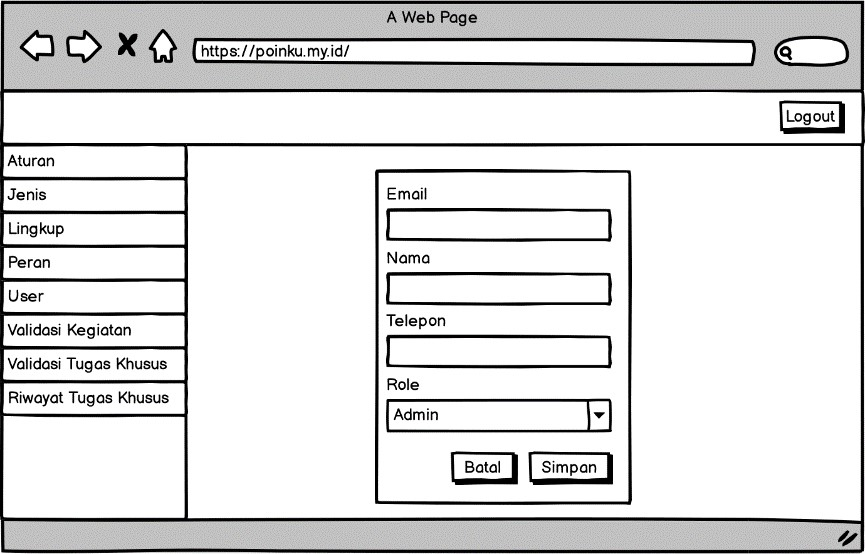 A Web Page
https://poinku.my.id/
Logout
Aturan
Jenis
Lingkup
Peran
User
Validasi Kegiatan
Validasi Tugas Khusus
Riwayat Tugas Khusus
Email
Nama
Telepon
Role
Admin
Batal Simpan